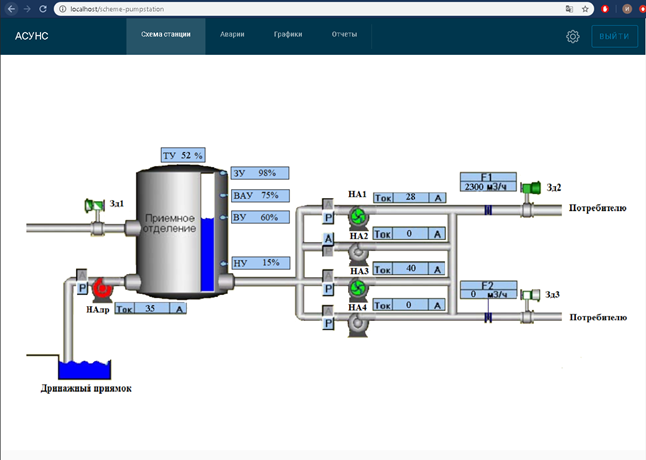 localhost/scheme-pumpstation
АСУНС
Схема станции
Аварии
Графики
Отчеты
ВЫЙТИ
ТУ 52 %
ЗУ 98%
ВАУ 75%
ВУ 60%
НУ 15%
Зд1
Приемное
отделение
Р
НАдр
Ток 35 А
Дринажный приямок
НА1
Ток 28 А
Р
НА2
Ток 0 А
А
НА3
Ток 40 А
Р
НА4
Ток 0 А
Р
F1
2300 м3/ч
Зд2
Потребителю
F2
0 м3/ч
Зд3
Потребителю